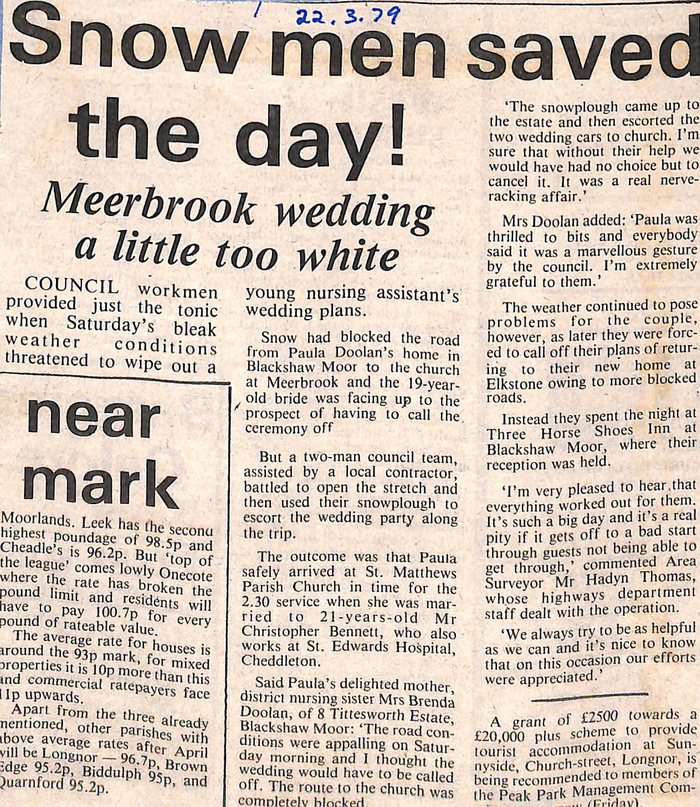 22.3.79
Snow men saved
the day!
Meerbrook wedding
a little too white
COUNCIL workmen
provided just the tonic
when Saturday's bleak
weather conditions
threatened to wipe out a
young nursing assistant's
wedding plans.
Snow had blocked the road
from Paula Doolan's home in
Blackshaw Moor to the church
at Meerbrook and the 19-year-
old bride was facing up to the
prospect of having to call the
ceremony off
But a two-man council team,
assisted by a local contractor,
battled to open the stretch and
then used their snowplough to
escort the wedding party along
the trip.
The outcome was that Paula
safely arrived at St. Matthews
Parish Church in time for the
2.30 service when she was mar-
ried to 21-years-old Mr
Christopher Bennett, who also
works at St. Edwards Hospital,
Cheddleton.
Said Paula's delighted mother,
district nursing sister Mrs Brenda
Doolan, of 8 Tittesworth Estate,
Blackshaw Moor: 'The road con-
ditions were appalling on Satur-
day morning and I thought the
wedding would have to be called
off. The route to the church was
completely blocked.
'The snowplough came up to
the estate and then escorted the
two wedding cars to church. I'm
sure that without their help we
would have had no choice but to
cancel it. It was a real nerve-
racking affair.'
Mrs Doolan added: 'Paula was
thrilled to bits and everybody
said it was a marvellous gesture
by the council. I'm extremely
grateful to them.'
The weather continued to pose
problems for the couple,
however, as later they were forc-
ed to call off their plans of retur-
ing to their new home at
Elkstone owing to more blocked
roads.
Instead they spent the night at
Three Horse Shoes Inn at
Blackshaw Moor, where their
reception was held.
'I'm very pleased to hear that
everything worked out for them.
It's such a big day and it's a real
pity if it gets off to a bad start
through guests not being able to
get through,' commented Area
Surveyor Mr Hadyn Thomas,
whose highways department
staff dealt with the operation.
'We always try to be as helpful
as we can and it's nice to know
that on this occasion our efforts
were appreciated.'
near
mark
Moorlands. Leek has the second
highest poundage of 98.5p and
Cheadle's is 96.2p. But 'top of
the league' comes lowly Onecote
where the rate has broken the
pound limit and residents will
have to pay 100.7p for every
pound of rateable value.
The average rate for houses is
around the 93p mark, for mixed
properties it is 10p more than this
and commercial ratepayers face
11p upwards.
Apart from the three already
mentioned, other parishes with
above average rates after April
will be Longnor — 96.7p, Brown
Edge 95.2p, Biddulph 95p, and
Quarnford 95.2p.
A grant of £2500 towards a
£20,000 plus scheme to provide
tourist accommodation at Sun-
nyside, Church-street, Longnor, is
being recommended to members of
the Peak Park Management Com-
(Friday).